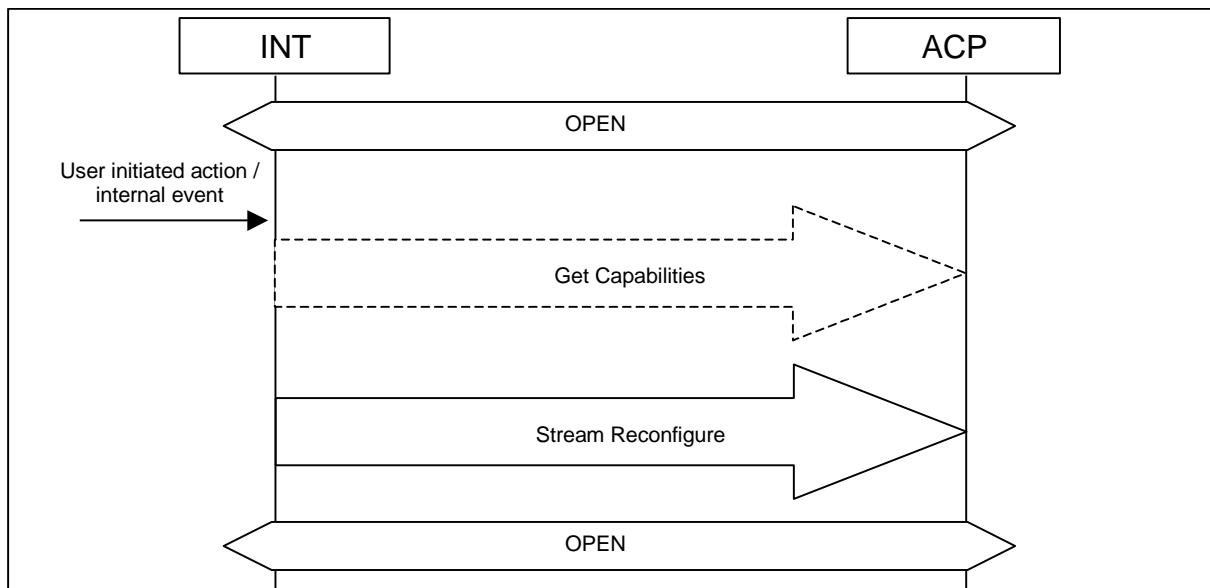 INT
ACP
OPEN
User initiated action /
internal event
Get Capabilities
Stream Reconfigure
OPEN